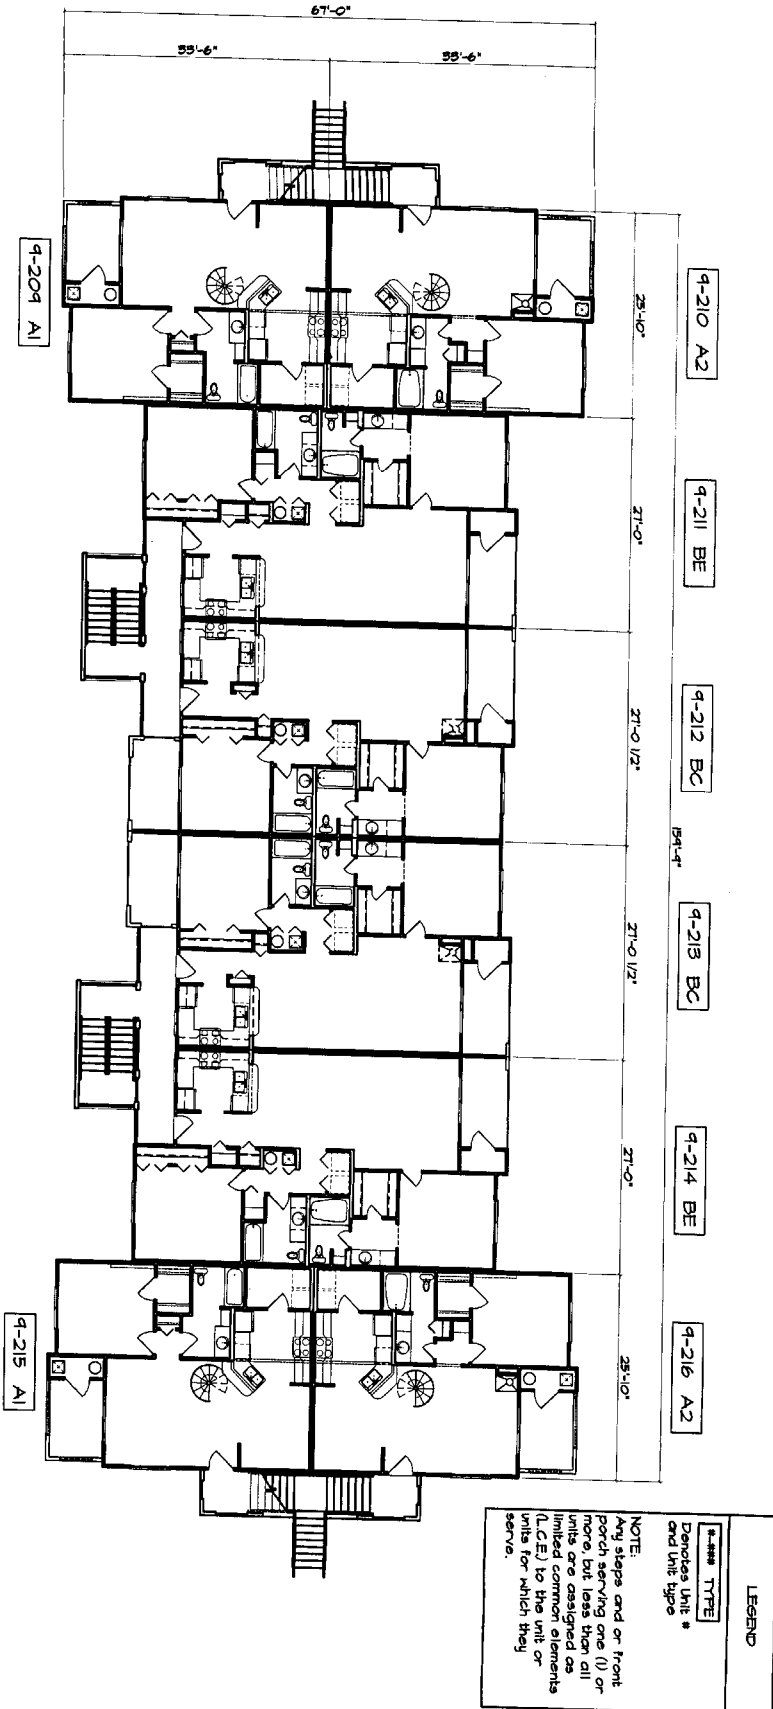 67'-0"
33'-6"
33'-6"
9-209 A1
9-210 A2
25'-10"
9-211 BE
27'-0"
9-212 BC
27'-0 1/2"
159'-9"
9-213 BC
27'-0 1/2"
9-214 BE
27'-0"
9-215 A1
9-216 A2
25'-10"
LEGEND
#-### TYPE
Denotes Unit #
and Unit type
NOTE:
Any steps and or front
porch serving one (1) or
more, but less than all
units are assigned as
limited common elements
(L.C.E.) to the unit or
units for which they
serve.